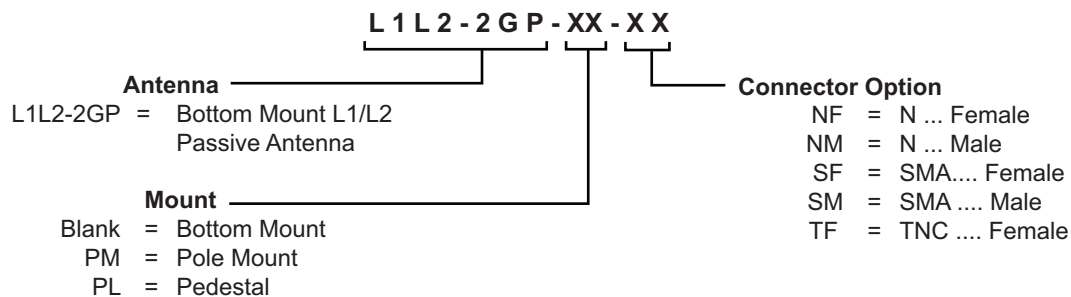 L1L2-2GP-XX-XX
Antenna
L1L2-2GP = Bottom Mount L1/L2
Passive Antenna
Mount
Blank = Bottom Mount
PM = Pole Mount
PL = Pedestal
Connector Option
NF = N ... Female
NM = N ... Male
SF = SMA.... Female
SM = SMA .... Male
TF = TNC .... Female